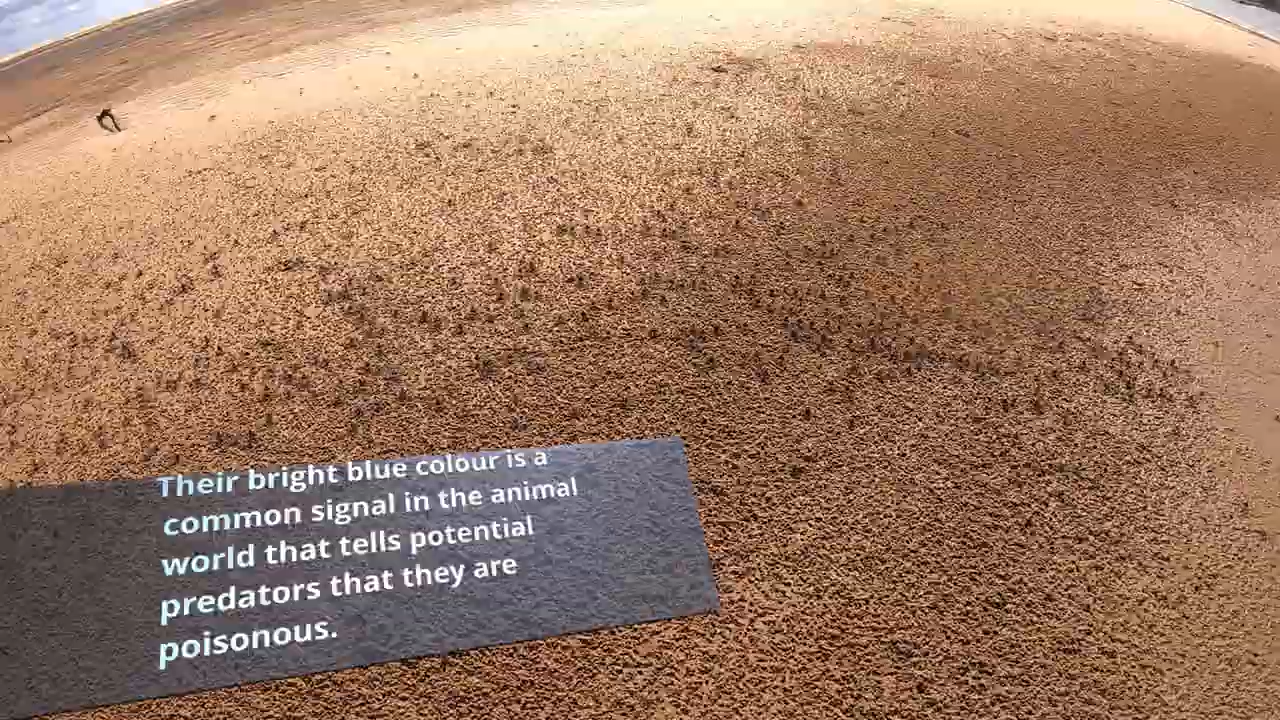 Their bright blue colour is a
common signal in the animal
world that tells potential
predators that they are
poisonous.